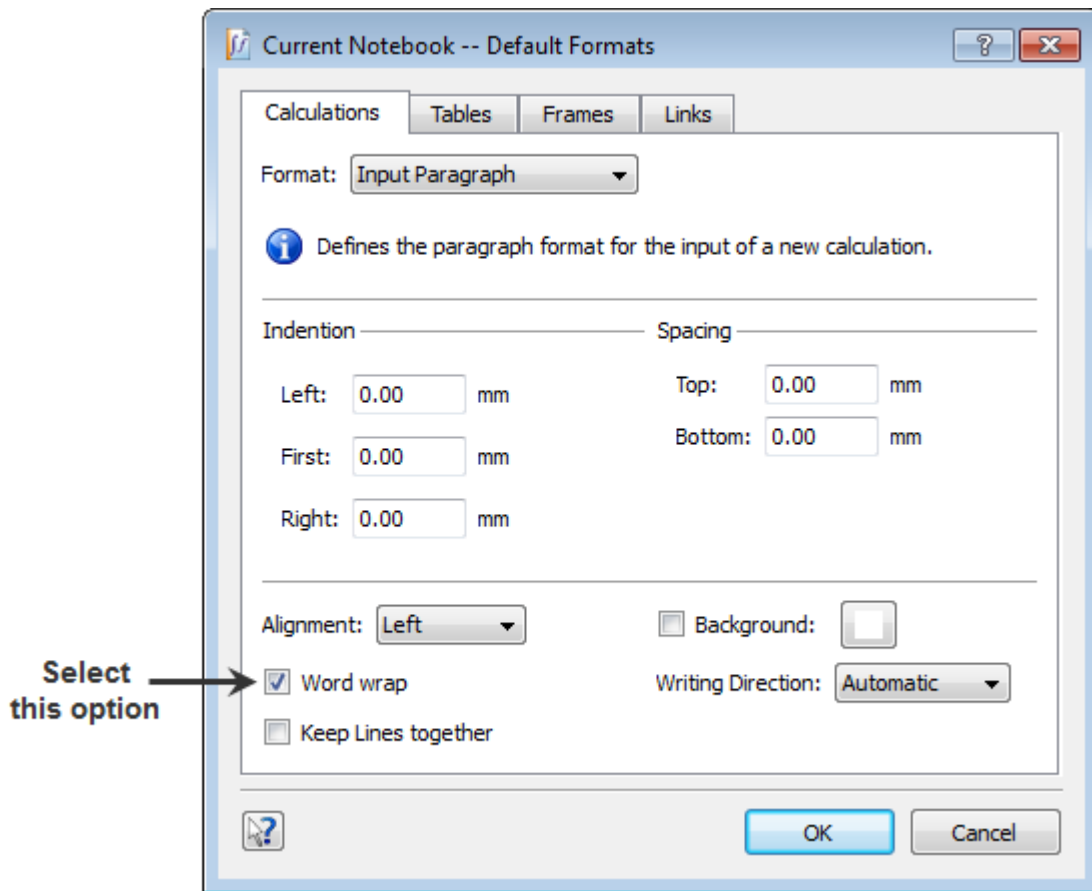 Current Notebook -- Default Formats
Calculations Tables Frames Links
Format: Input Paragraph
Defines the paragraph format for the input of a new calculation.
Indention Spacing
Left: 0.00 mm Top: 0.00 mm
First: 0.00 mm Bottom: 0.00 mm
Right: 0.00 mm
Alignment: Left Background:
Select
this option
Word wrap Writing Direction: Automatic
Keep Lines together
OK Cancel